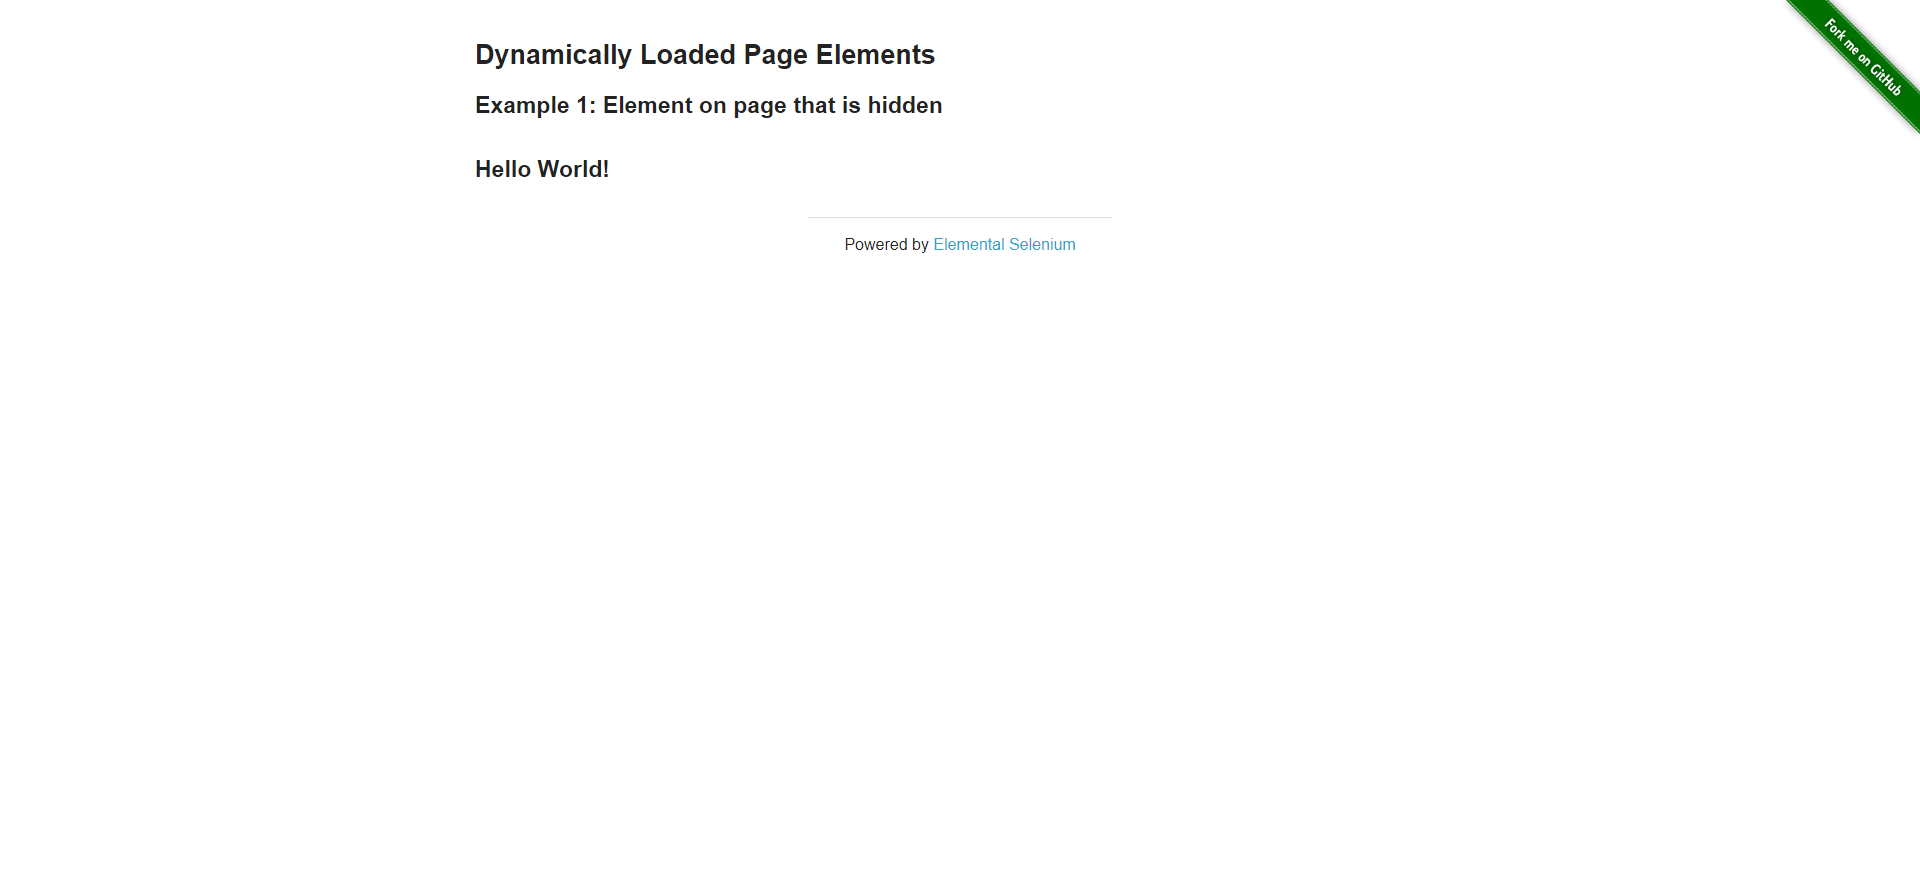 Fork me on GitHub
Dynamically Loaded Page Elements
Example 1: Element on page that is hidden
Hello World!
Powered by Elemental Selenium